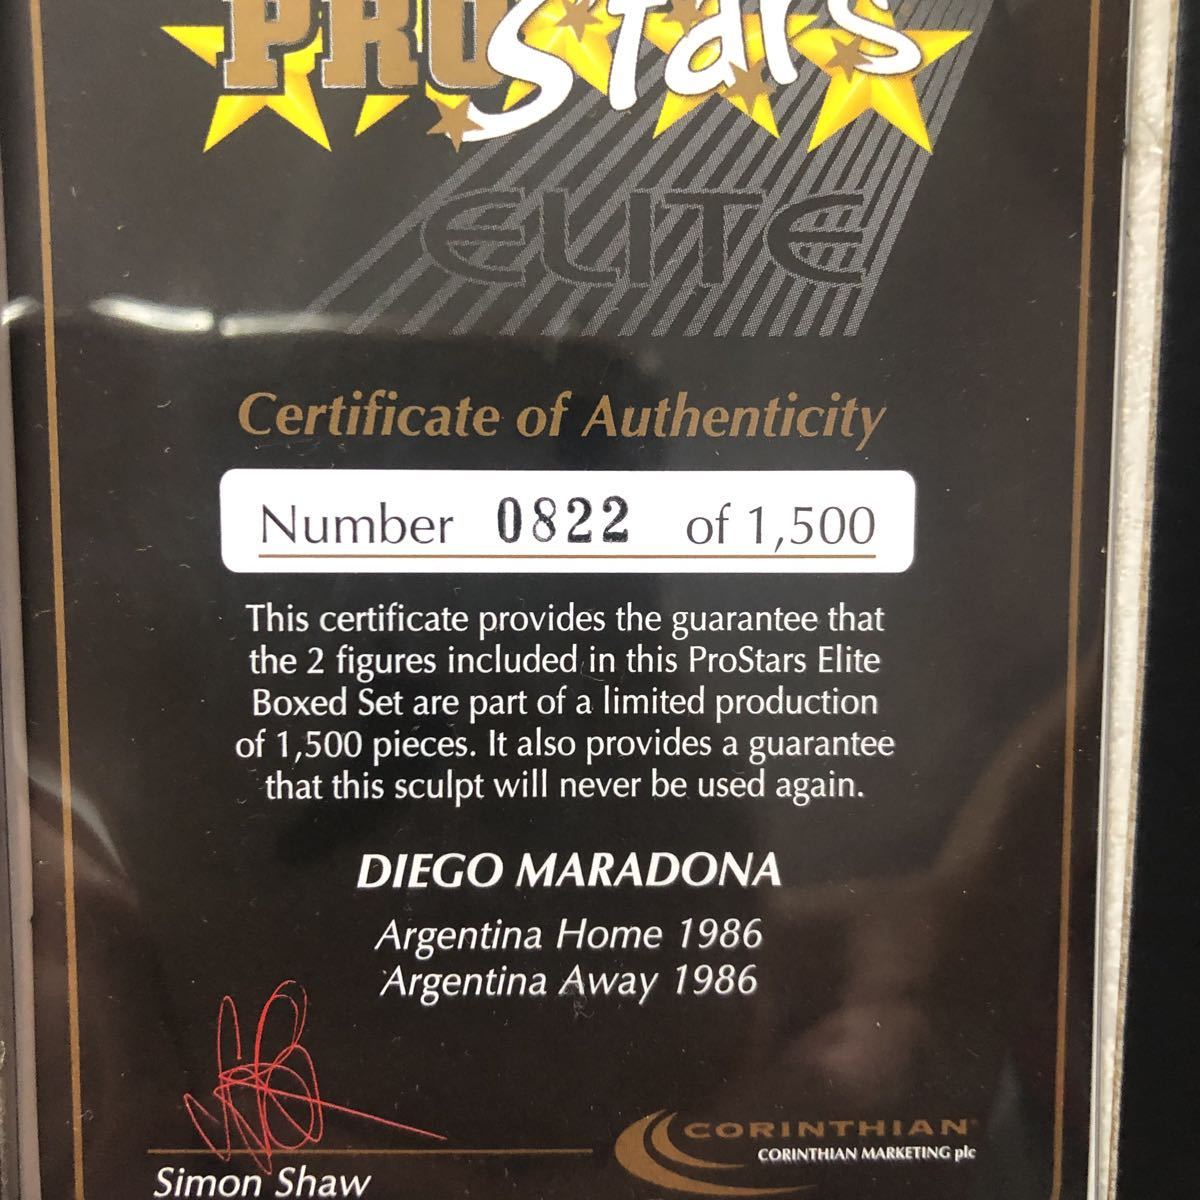 PRO Stars
ELITE
Certificate of Authenticity
Number 0822 of 1,500
This certificate provides the guarantee that
the 2 figures included in this ProStars Elite
Boxed Set are part of a limited production
of 1,500 pieces. It also provides a guarantee
that this sculpt will never be used again.
DIEGO MARADONA
Argentina Home 1986
Argentina Away 1986
CORINTHIAN®
CORINTHIAN MARKETING plc
Simon Shaw